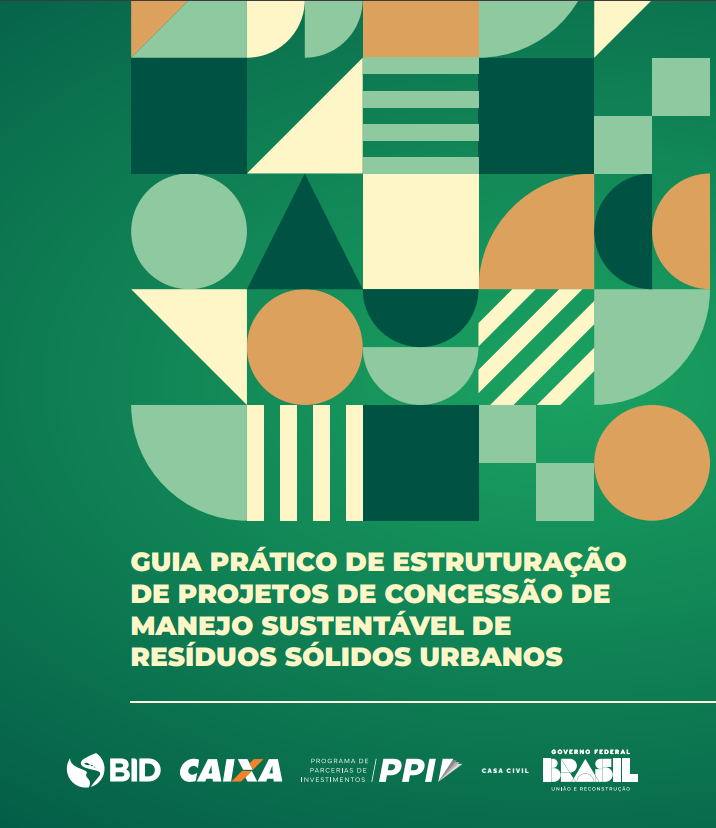 GUIA PRÁTICO DE ESTRUTURAÇÃO
DE PROJETOS DE CONCESSÃO DE
MANEJO SUSTENTÁVEL DE
RESÍDUOS SÓLIDOS URBANOS
BID
CAIXA
PROGRAMA DE
PARCERIAS DE
INVESTIMENTOS
PPI
CASA CIVIL
GOVERNO FEDERAL
BRASIL
UNIÃO E RECONSTRUÇÃO